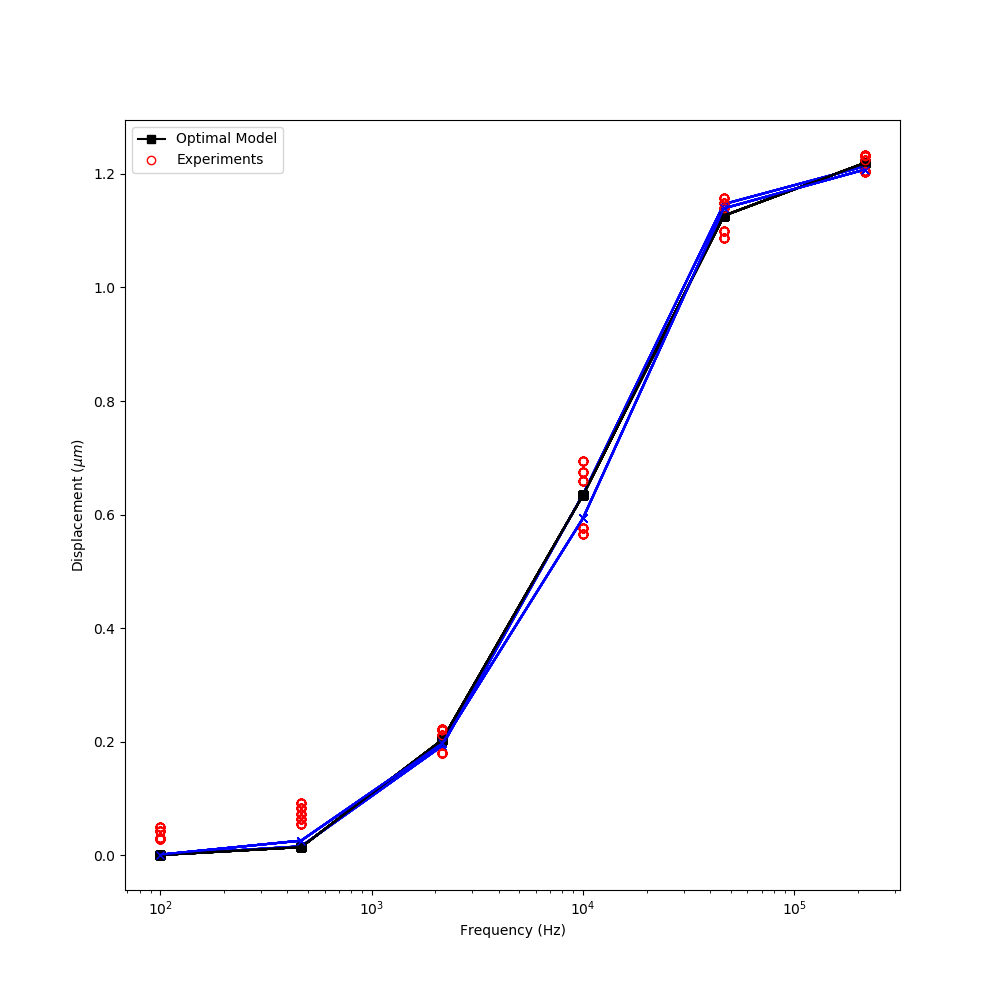 Optimal Model
Experiments
1.2
1.0
0.8
0.6
0.4
0.2
0.0
Displacement (μm)
10²
10³
10⁴
10⁵
Frequency (Hz)